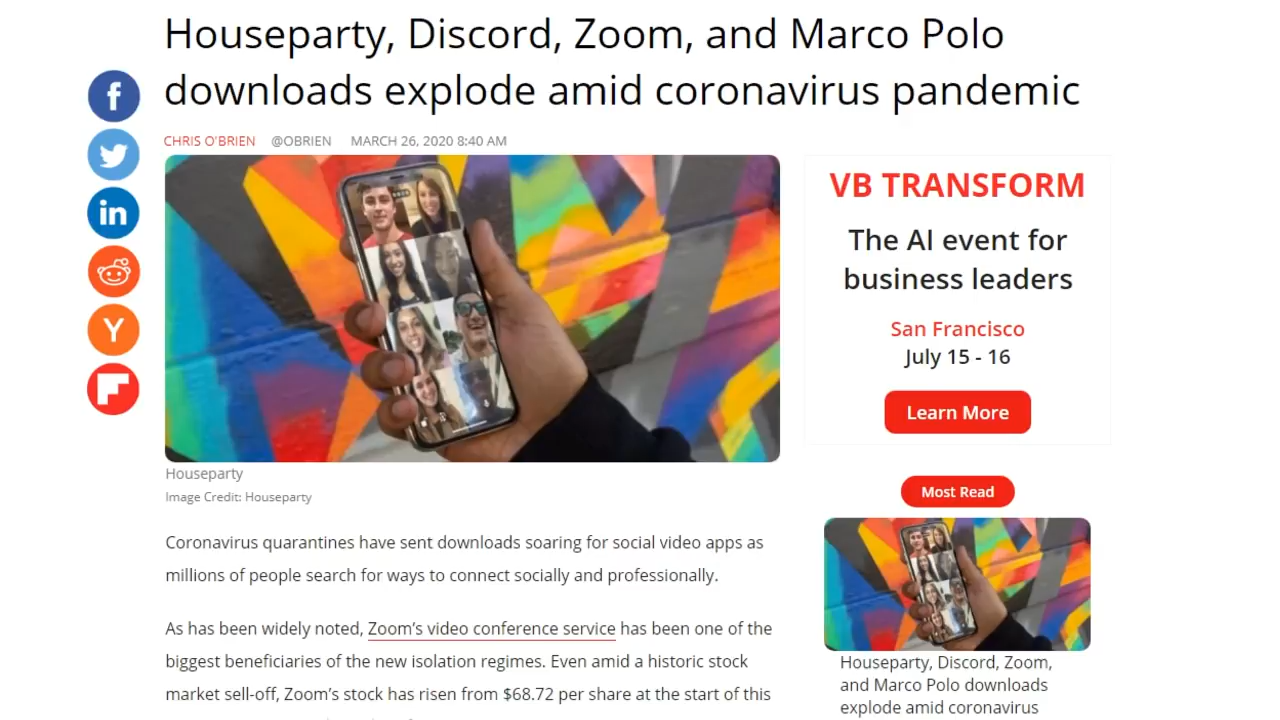 Houseparty, Discord, Zoom, and Marco Polo
downloads explode amid coronavirus pandemic
CHRIS O'BRIEN @OBRIEN MARCH 26, 2020 8:40 AM
f
in
Y
Houseparty
Image Credit: Houseparty
Coronavirus quarantines have sent downloads soaring for social video apps as
millions of people search for ways to connect socially and professionally.
As has been widely noted, Zoom’s video conference service has been one of the
biggest beneficiaries of the new isolation regimes. Even amid a historic stock
market sell-off, Zoom’s stock has risen from $68.72 per share at the start of this
VB TRANSFORM
The AI event for
business leaders
San Francisco
July 15 - 16
Learn More
Most Read
Houseparty, Discord, Zoom,
and Marco Polo downloads
explode amid coronavirus